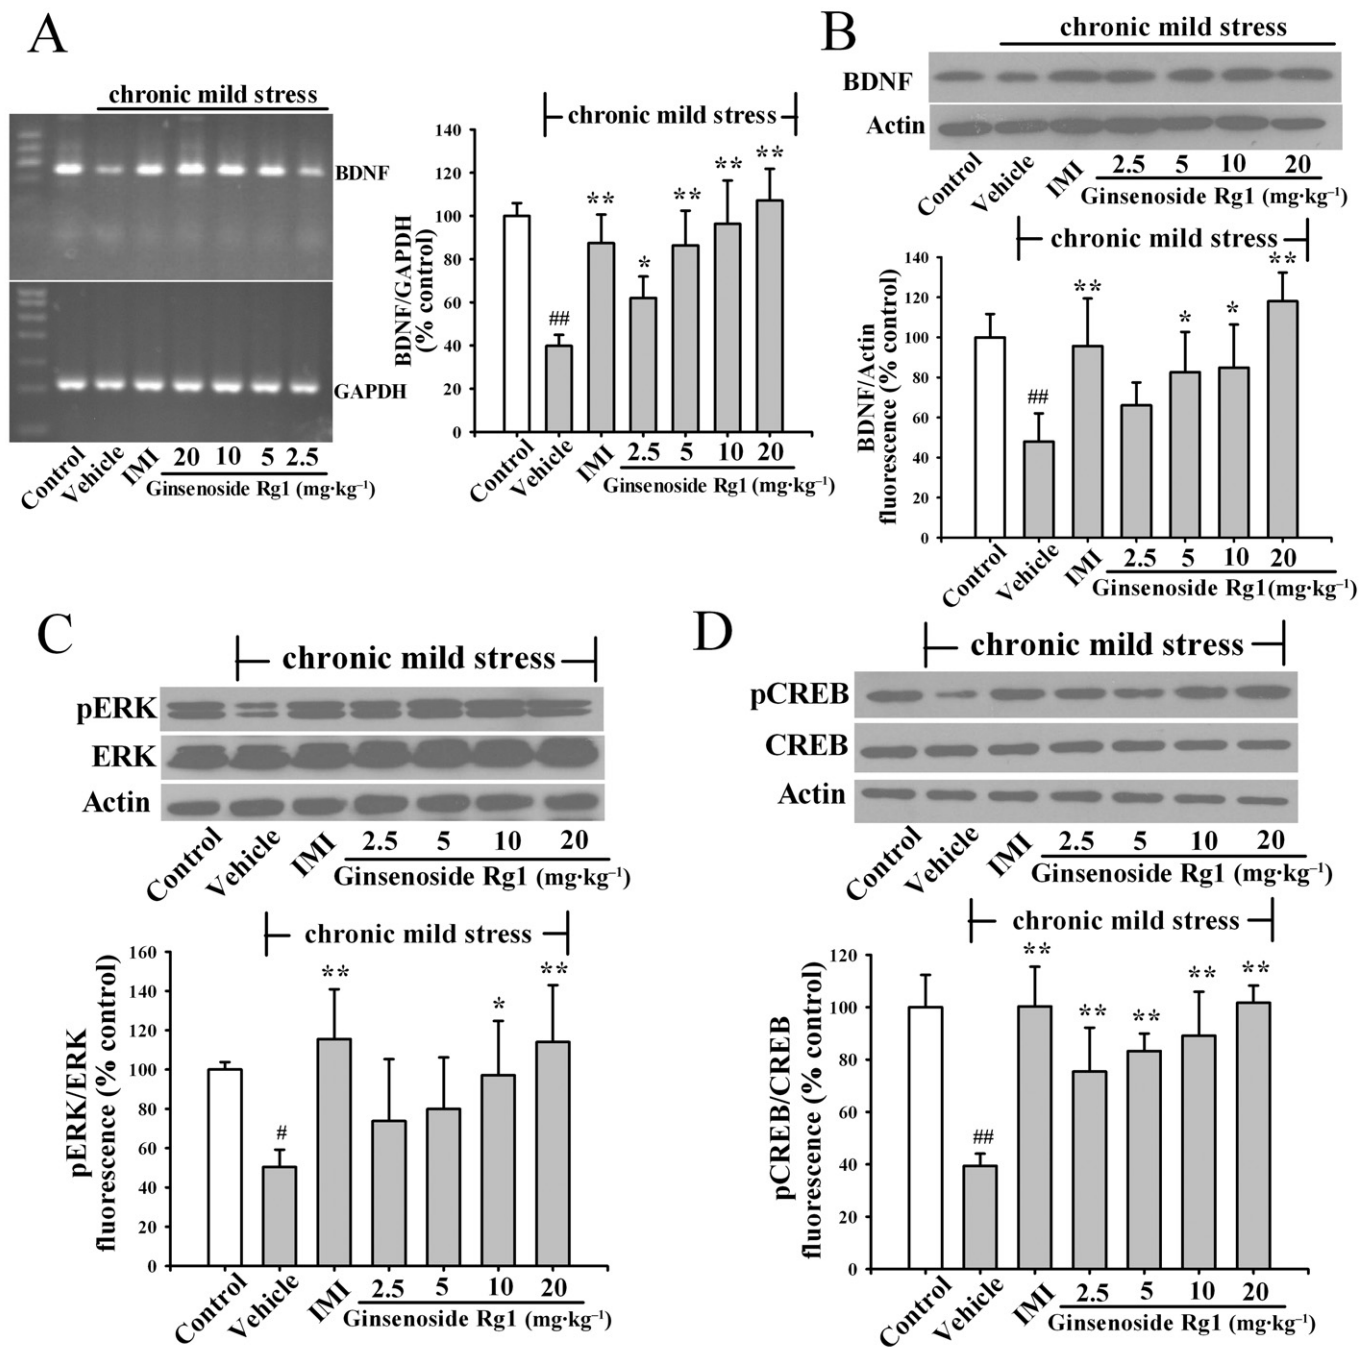 A
chronic mild stress
BDNF
GAPDH
Control Vehicle IMI 20 10 5 2.5
Ginsenoside Rg1 (mg·kg⁻¹)
chronic mild stress
140
120
100
80
60
40
20
0
BDNF/GAPDH
(% control)
##
**
*
**
**
**
Control Vehicle IMI 2.5 5 10 20
Ginsenoside Rg1 (mg·kg⁻¹)
B
chronic mild stress
BDNF
Actin
Control Vehicle IMI 2.5 5 10 20
Ginsenoside Rg1 (mg·kg⁻¹)
chronic mild stress
140
120
100
80
60
40
20
0
BDNF/Actin
fluorescence (% control)
##
**
*
*
**
Control Vehicle IMI 2.5 5 10 20
Ginsenoside Rg1(mg·kg⁻¹)
C
chronic mild stress
pERK
ERK
Actin
Control Vehicle IMI 2.5 5 10 20
Ginsenoside Rg1 (mg·kg⁻¹)
chronic mild stress
160
140
120
100
80
60
40
20
0
pERK/ERK
fluorescence (% control)
#
**
*
**
Control Vehicle IMI 2.5 5 10 20
Ginsenoside Rg1 (mg·kg⁻¹)
D
chronic mild stress
pCREB
CREB
Actin
Control Vehicle IMI 2.5 5 10 20
Ginsenoside Rg1 (mg·kg⁻¹)
chronic mild stress
120
100
80
60
40
20
0
pCREB/CREB
fluorescence (% control)
##
**
**
**
**
**
Control Vehicle IMI 2.5 5 10 20
Ginsenoside Rg1 (mg·kg⁻¹)